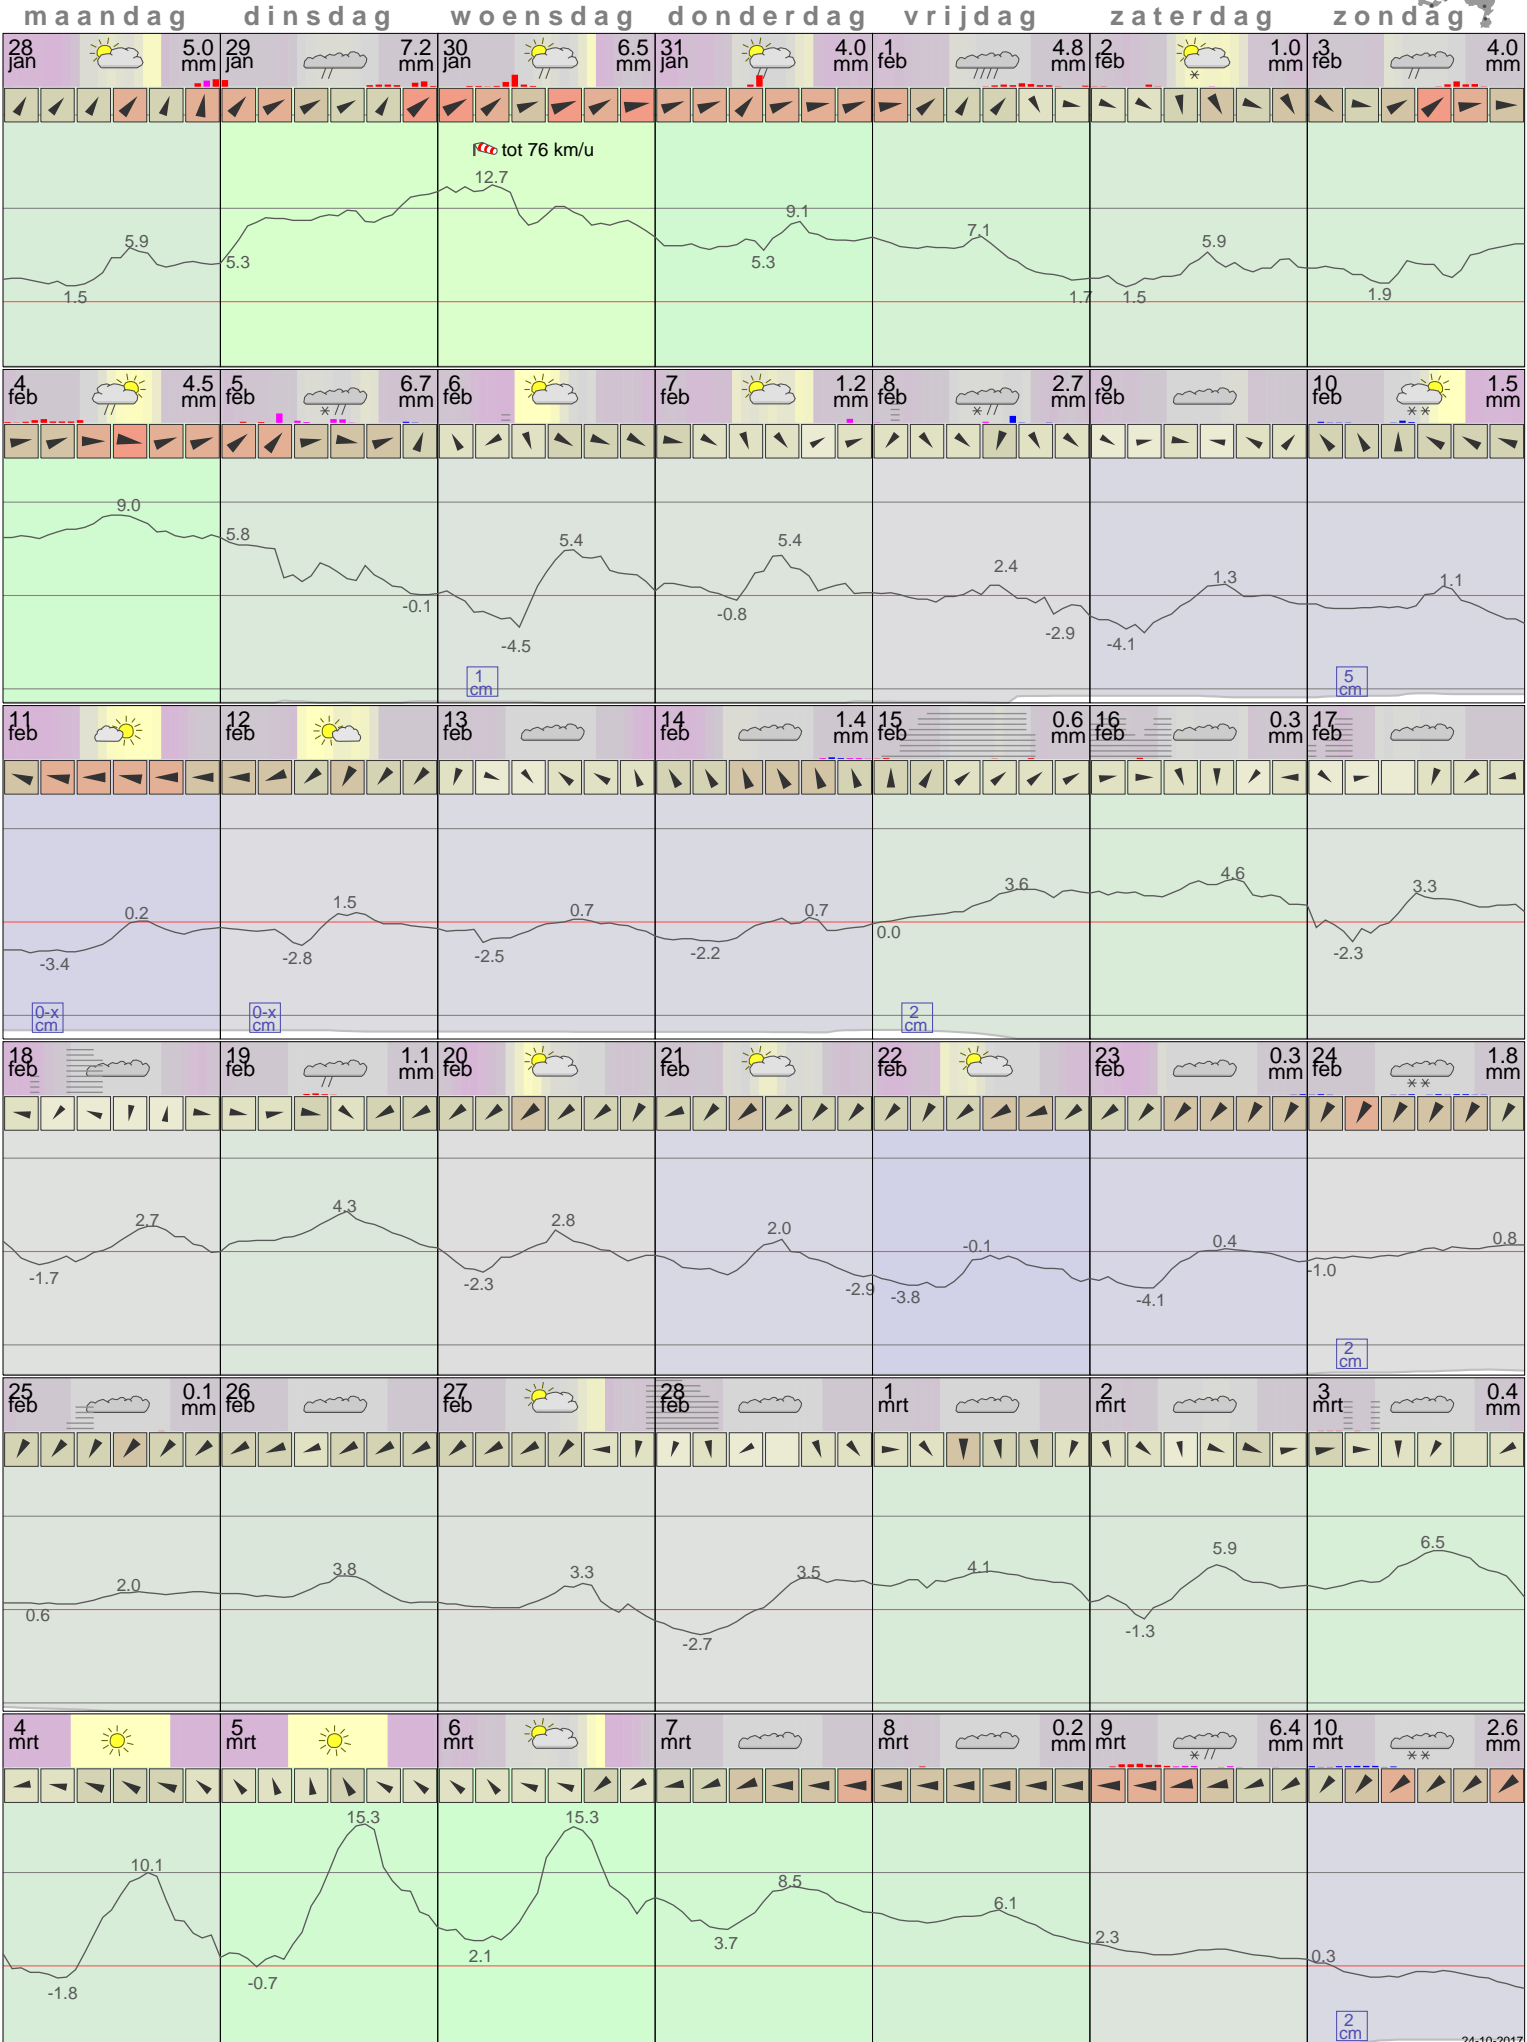 maandag dinsdag woensdag donderdag vrijdag zaterdag zondag
28 jan 5.0 mm 29 jan 7.2 mm 30 jan 6.5 mm 31 jan 4.0 mm 1 feb 4.8 mm 2 feb 1.0 mm 3 feb 4.0 mm
tot 76 km/u
5.9 1.5 5.3 12.7 9.1 5.3 7.1 1.7 5.9 1.5 1.9
4 feb 4.5 mm 5 feb 6.7 mm 6 feb 7 feb 1.2 mm 8 feb 2.7 mm 9 feb 10 feb 1.5 mm
9.0 5.8 -0.1 5.4 -4.5 5.4 -0.8 2.4 -2.9 1.3 -4.1 1.1
1 cm 5 cm
11 feb 12 feb 13 feb 14 feb 1.4 mm 15 feb 0.6 mm 16 feb 0.3 mm 17 feb
0.2 -3.4 1.5 -2.8 0.7 -2.5 0.7 -2.2 0.0 3.6 4.6 3.3 -2.3
0-x cm 0-x cm 2 cm
18 feb 19 feb 1.1 mm 20 feb 21 feb 22 feb 23 feb 0.3 mm 24 feb 1.8 mm
2.7 -1.7 4.3 2.8 -2.3 2.0 -2.9 -0.1 -3.8 0.4 -4.1 -1.0 0.8
2 cm
25 feb 0.1 mm 26 feb 27 feb 28 feb 1 mrt 2 mrt 3 mrt 0.4 mm
2.0 0.6 3.8 3.3 3.5 -2.7 4.1 5.9 -1.3 6.5
4 mrt 5 mrt 6 mrt 7 mrt 8 mrt 0.2 mm 9 mrt 6.4 mm 10 mrt 2.6 mm
10.1 -1.8 15.3 -0.7 15.3 2.1 8.5 3.7 6.1 2.3 0.3
2 cm
24-10-2017